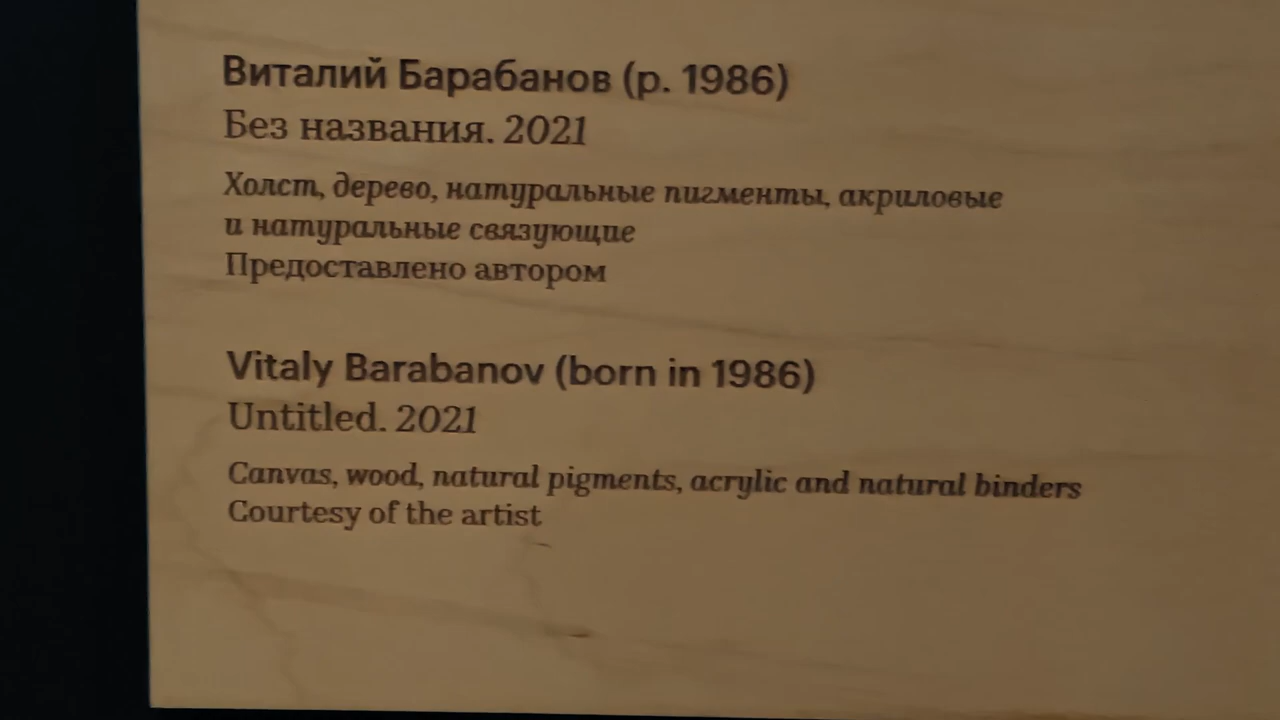 Виталий Барабанов (р. 1986)
Без названия. 2021
Холст, дерево, натуральные пигменты, акриловые
и натуральные связующие
Предоставлено автором
Vitaly Barabanov (born in 1986)
Untitled. 2021
Canvas, wood, natural pigments, acrylic and natural binders
Courtesy of the artist